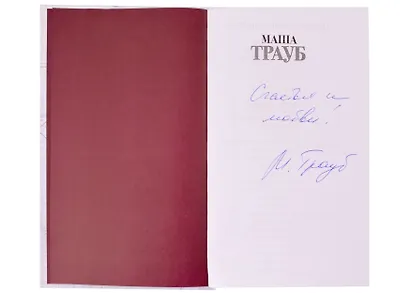 МАША
ТРАУБ
Счастья и
любви!
М. Трауб